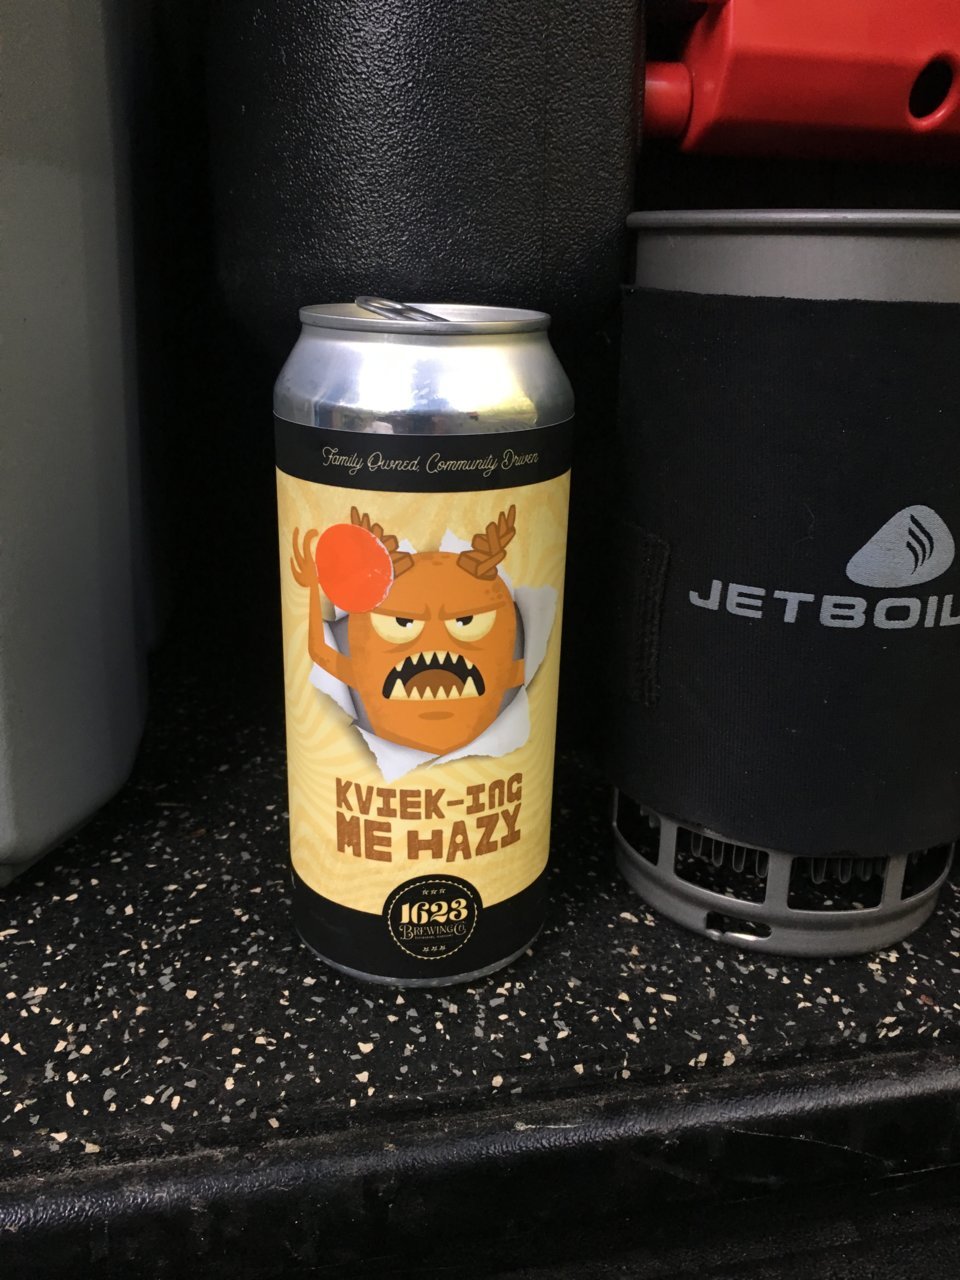 Family Owned, Community Driven
KVIEK-ING
ME HAZY
1623
BREWING CO.
JETBOIL